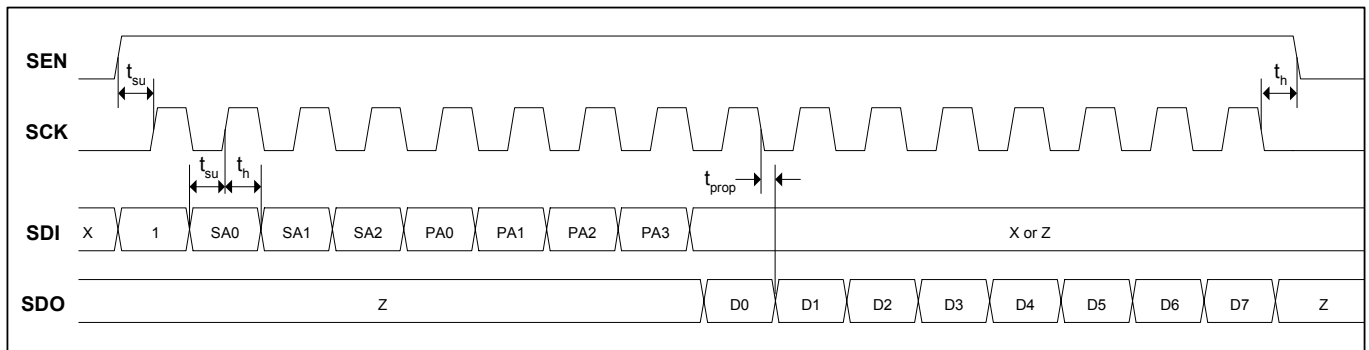 SEN
t_su
t_h
SCK
t_su t_h
t_prop
SDI X 1 SA0 SA1 SA2 PA0 PA1 PA2 PA3 X or Z
SDO Z D0 D1 D2 D3 D4 D5 D6 D7 Z